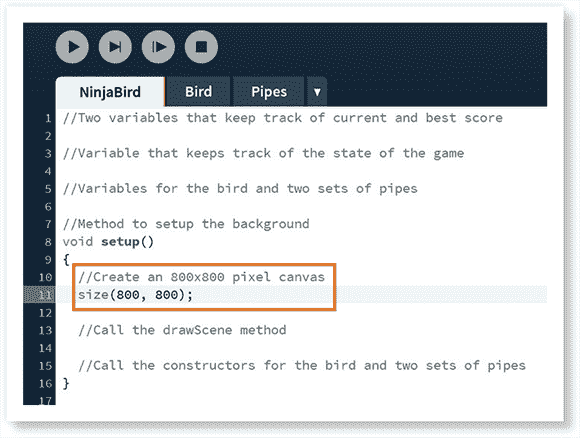 NinjaBird Bird Pipes ▼
1 //Two variables that keep track of current and best score
2
3 //Variable that keeps track of the state of the game
4
5 //Variables for the bird and two sets of pipes
6
7 //Method to setup the background
8 void setup()
9 {
10 //Create an 800x800 pixel canvas
11 size(800, 800);
12
13 //Call the drawScene method
14
15 //Call the constructors for the bird and two sets of pipes
16 }
17